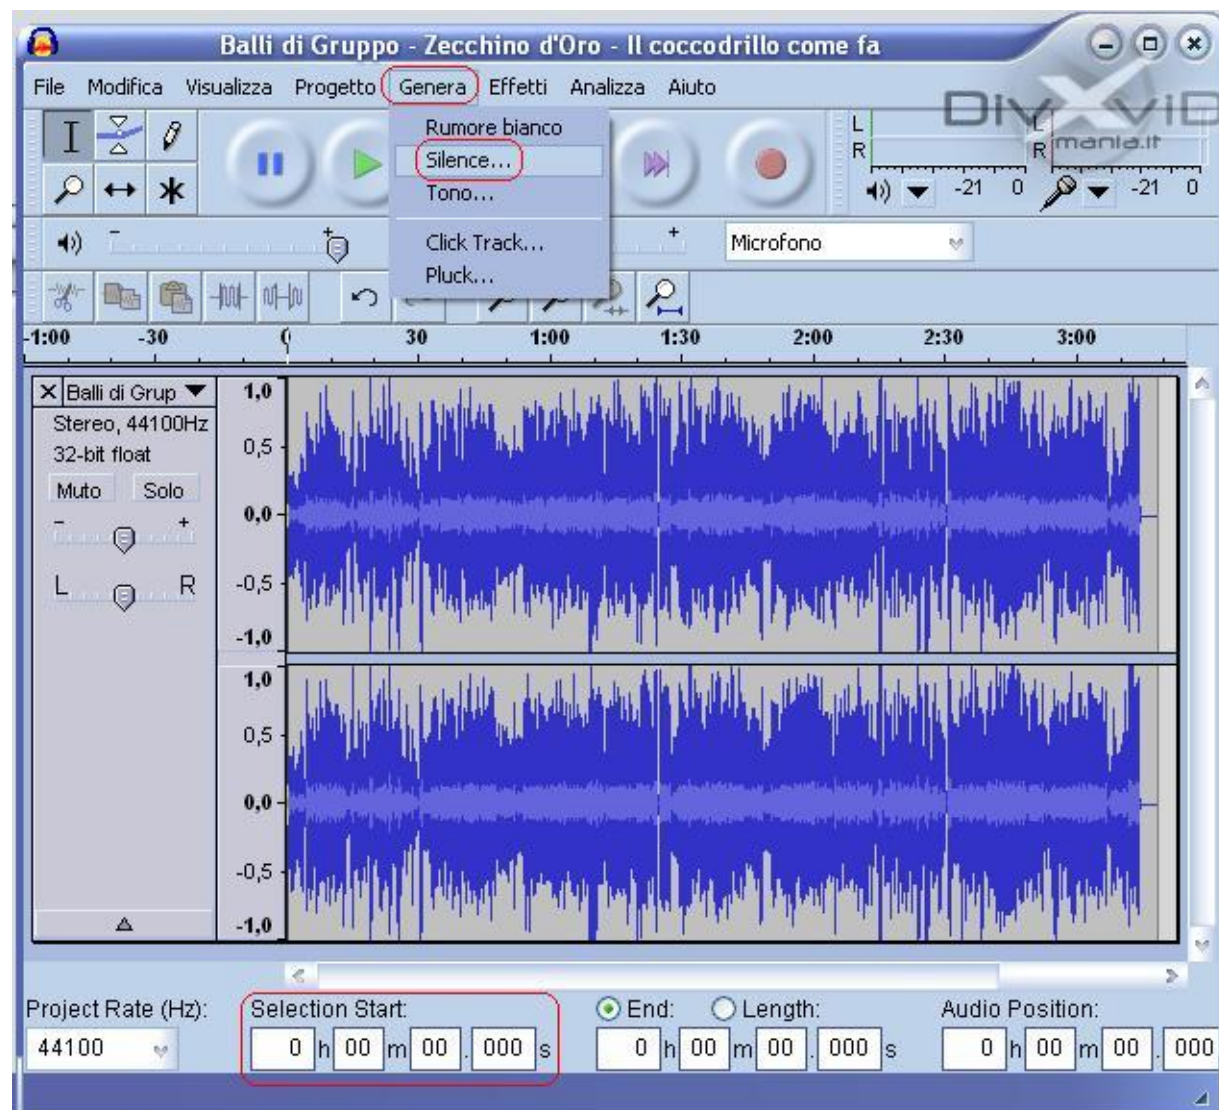 Balli di Gruppo - Zecchino d'Oro - Il coccodrillo come fa
File Modifica Visualizza Progetto Genera Effetti Analizza Aiuto
DivXviD
mania.it
Rumore bianco
Silence...
Tono...
Click Track...
Pluck...
L
R
-21 0
L
R
-21 0
- +
+
Microfono
-1:00 -30 0 30 1:00 1:30 2:00 2:30 3:00
Balli di Grup
Stereo, 44100Hz
32-bit float
Muto Solo
- +
L R
1,0
0,5
0,0
-0,5
-1,0
1,0
0,5
0,0
-0,5
-1,0
Project Rate (Hz): Selection Start: End: Length: Audio Position:
44100 0 h 00 m 00 . 000 s 0 h 00 m 00 . 000 s 0 h 00 m 00 . 000